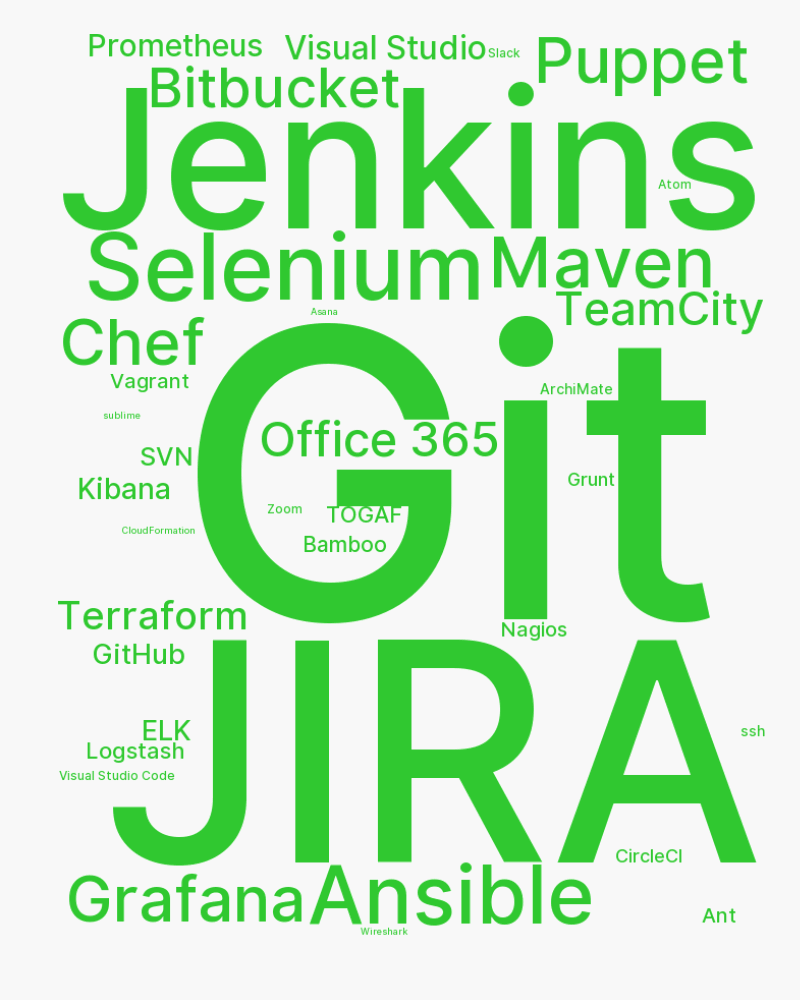 Prometheus
Visual Studio
Slack
Puppet
Bitbucket
Jenkins
Atom
Selenium
Maven
TeamCity
Asana
Chef
Git
Vagrant
ArchiMate
sublime
Office 365
SVN
Kibana
Grunt
Zoom
TOGAF
CloudFormation
Bamboo
Terraform
Nagios
GitHub
JIRA
ELK
ssh
Logstash
Visual Studio Code
CircleCI
Grafana
Ansible
Ant
Wireshark